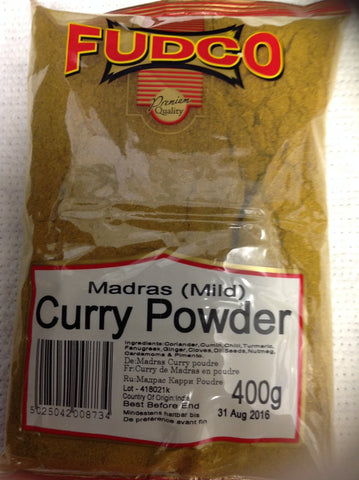 FUDCO
Premium
Quality
Madras (Mild)
Curry Powder
Ingredients:Coriander, Cumin, Chilli, Turmeric,
Fenugreek, Ginger, Cloves, Oil Seeds, Nutmeg,
Cardamoms & Pimento.
De:Madras Curry poudre
Fr:Curry de Madras en poudre
Ru:Мадрас Карри Poudre
Lot - 418021k
Country Of Origin:India
Best Before End
Mindestens haltbar bis
De préférence avant fin
400g
31 Aug 2016
5025042008734